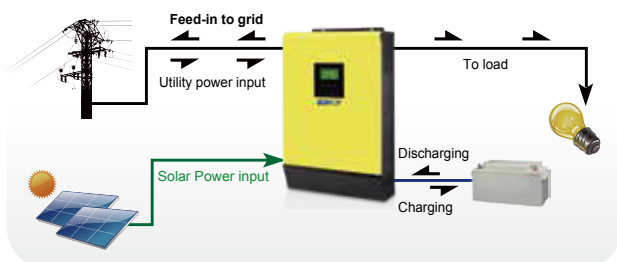 Feed-in to grid
Utility power input
To load
Solar Power input
Discharging
Charging